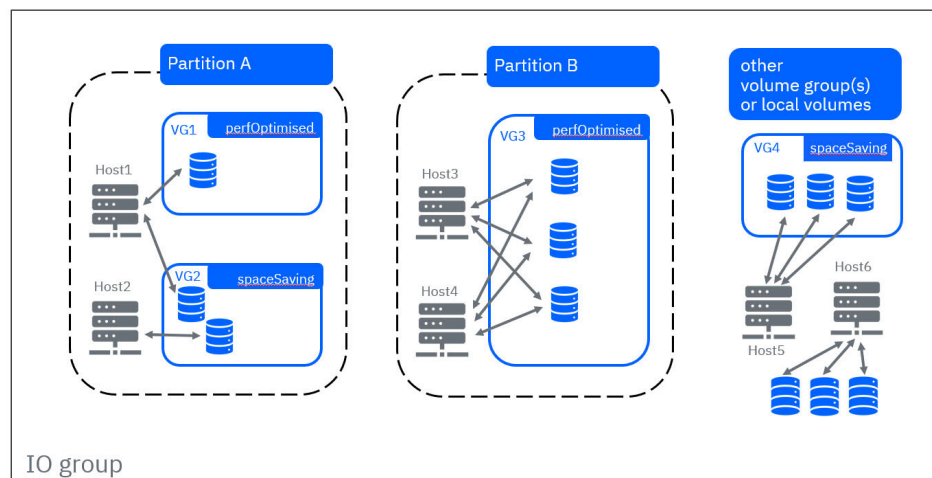 Partition A
VG1
perfOptimised
Host1
VG2
spaceSaving
Host2
Partition B
VG3
perfOptimised
Host3
Host4
other
volume group(s)
or local volumes
VG4
spaceSaving
Host6
Host5
IO group